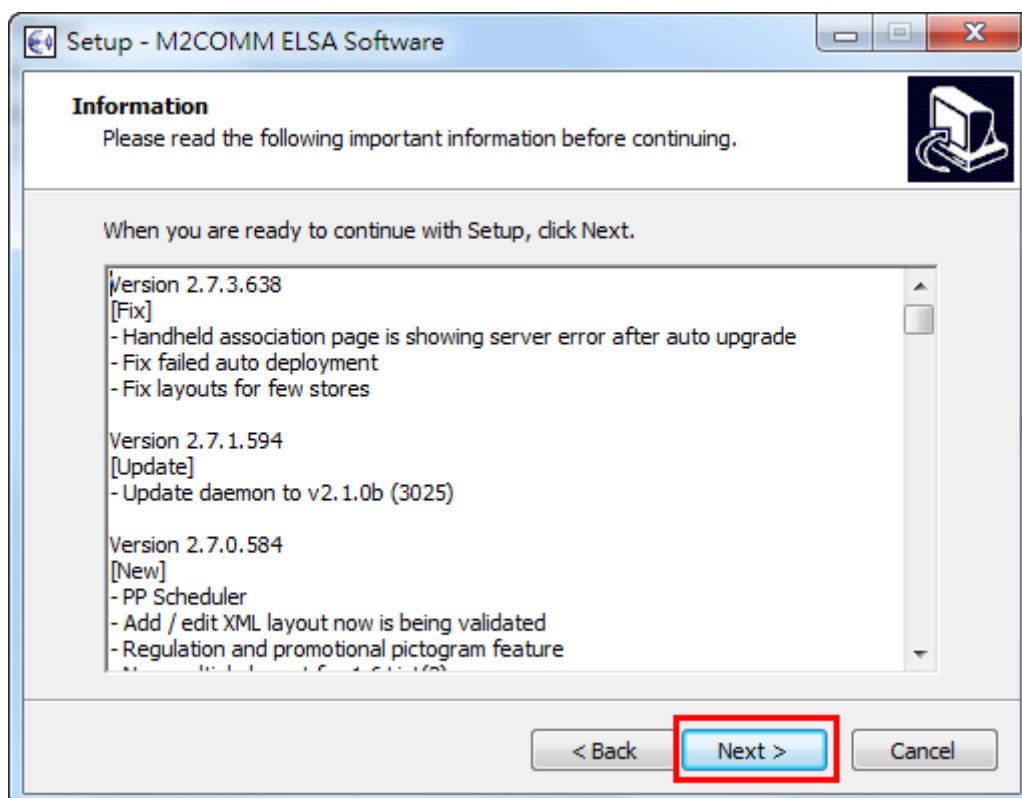 Setup - M2COMM ELSA Software
Information
Please read the following important information before continuing.
When you are ready to continue with Setup, click Next.
Version 2.7.3.638
[Fix]
- Handheld association page is showing server error after auto upgrade
- Fix failed auto deployment
- Fix layouts for few stores
Version 2.7.1.594
[Update]
- Update daemon to v2.1.0b (3025)
Version 2.7.0.584
[New]
- PP Scheduler
- Add / edit XML layout now is being validated
- Regulation and promotional pictogram feature
< Back
Next >
Cancel